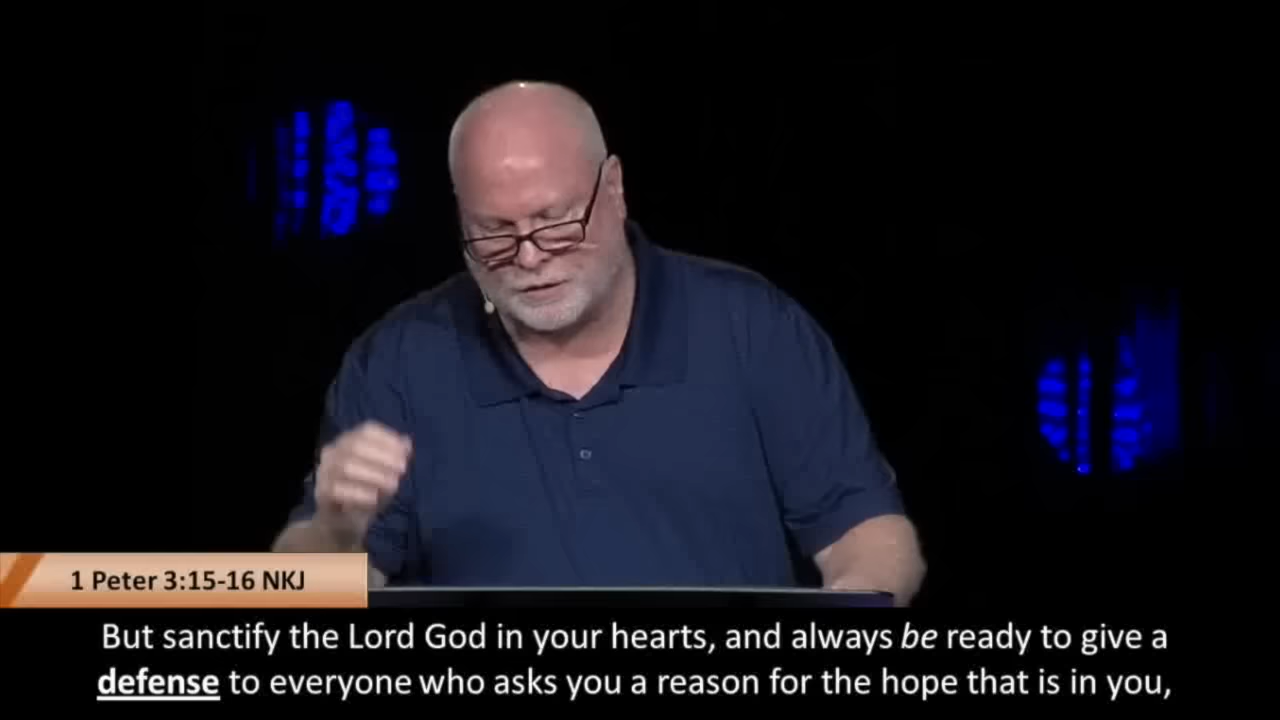 1 Peter 3:15-16 NKJ
But sanctify the Lord God in your hearts, and always be ready to give a
defense to everyone who asks you a reason for the hope that is in you,